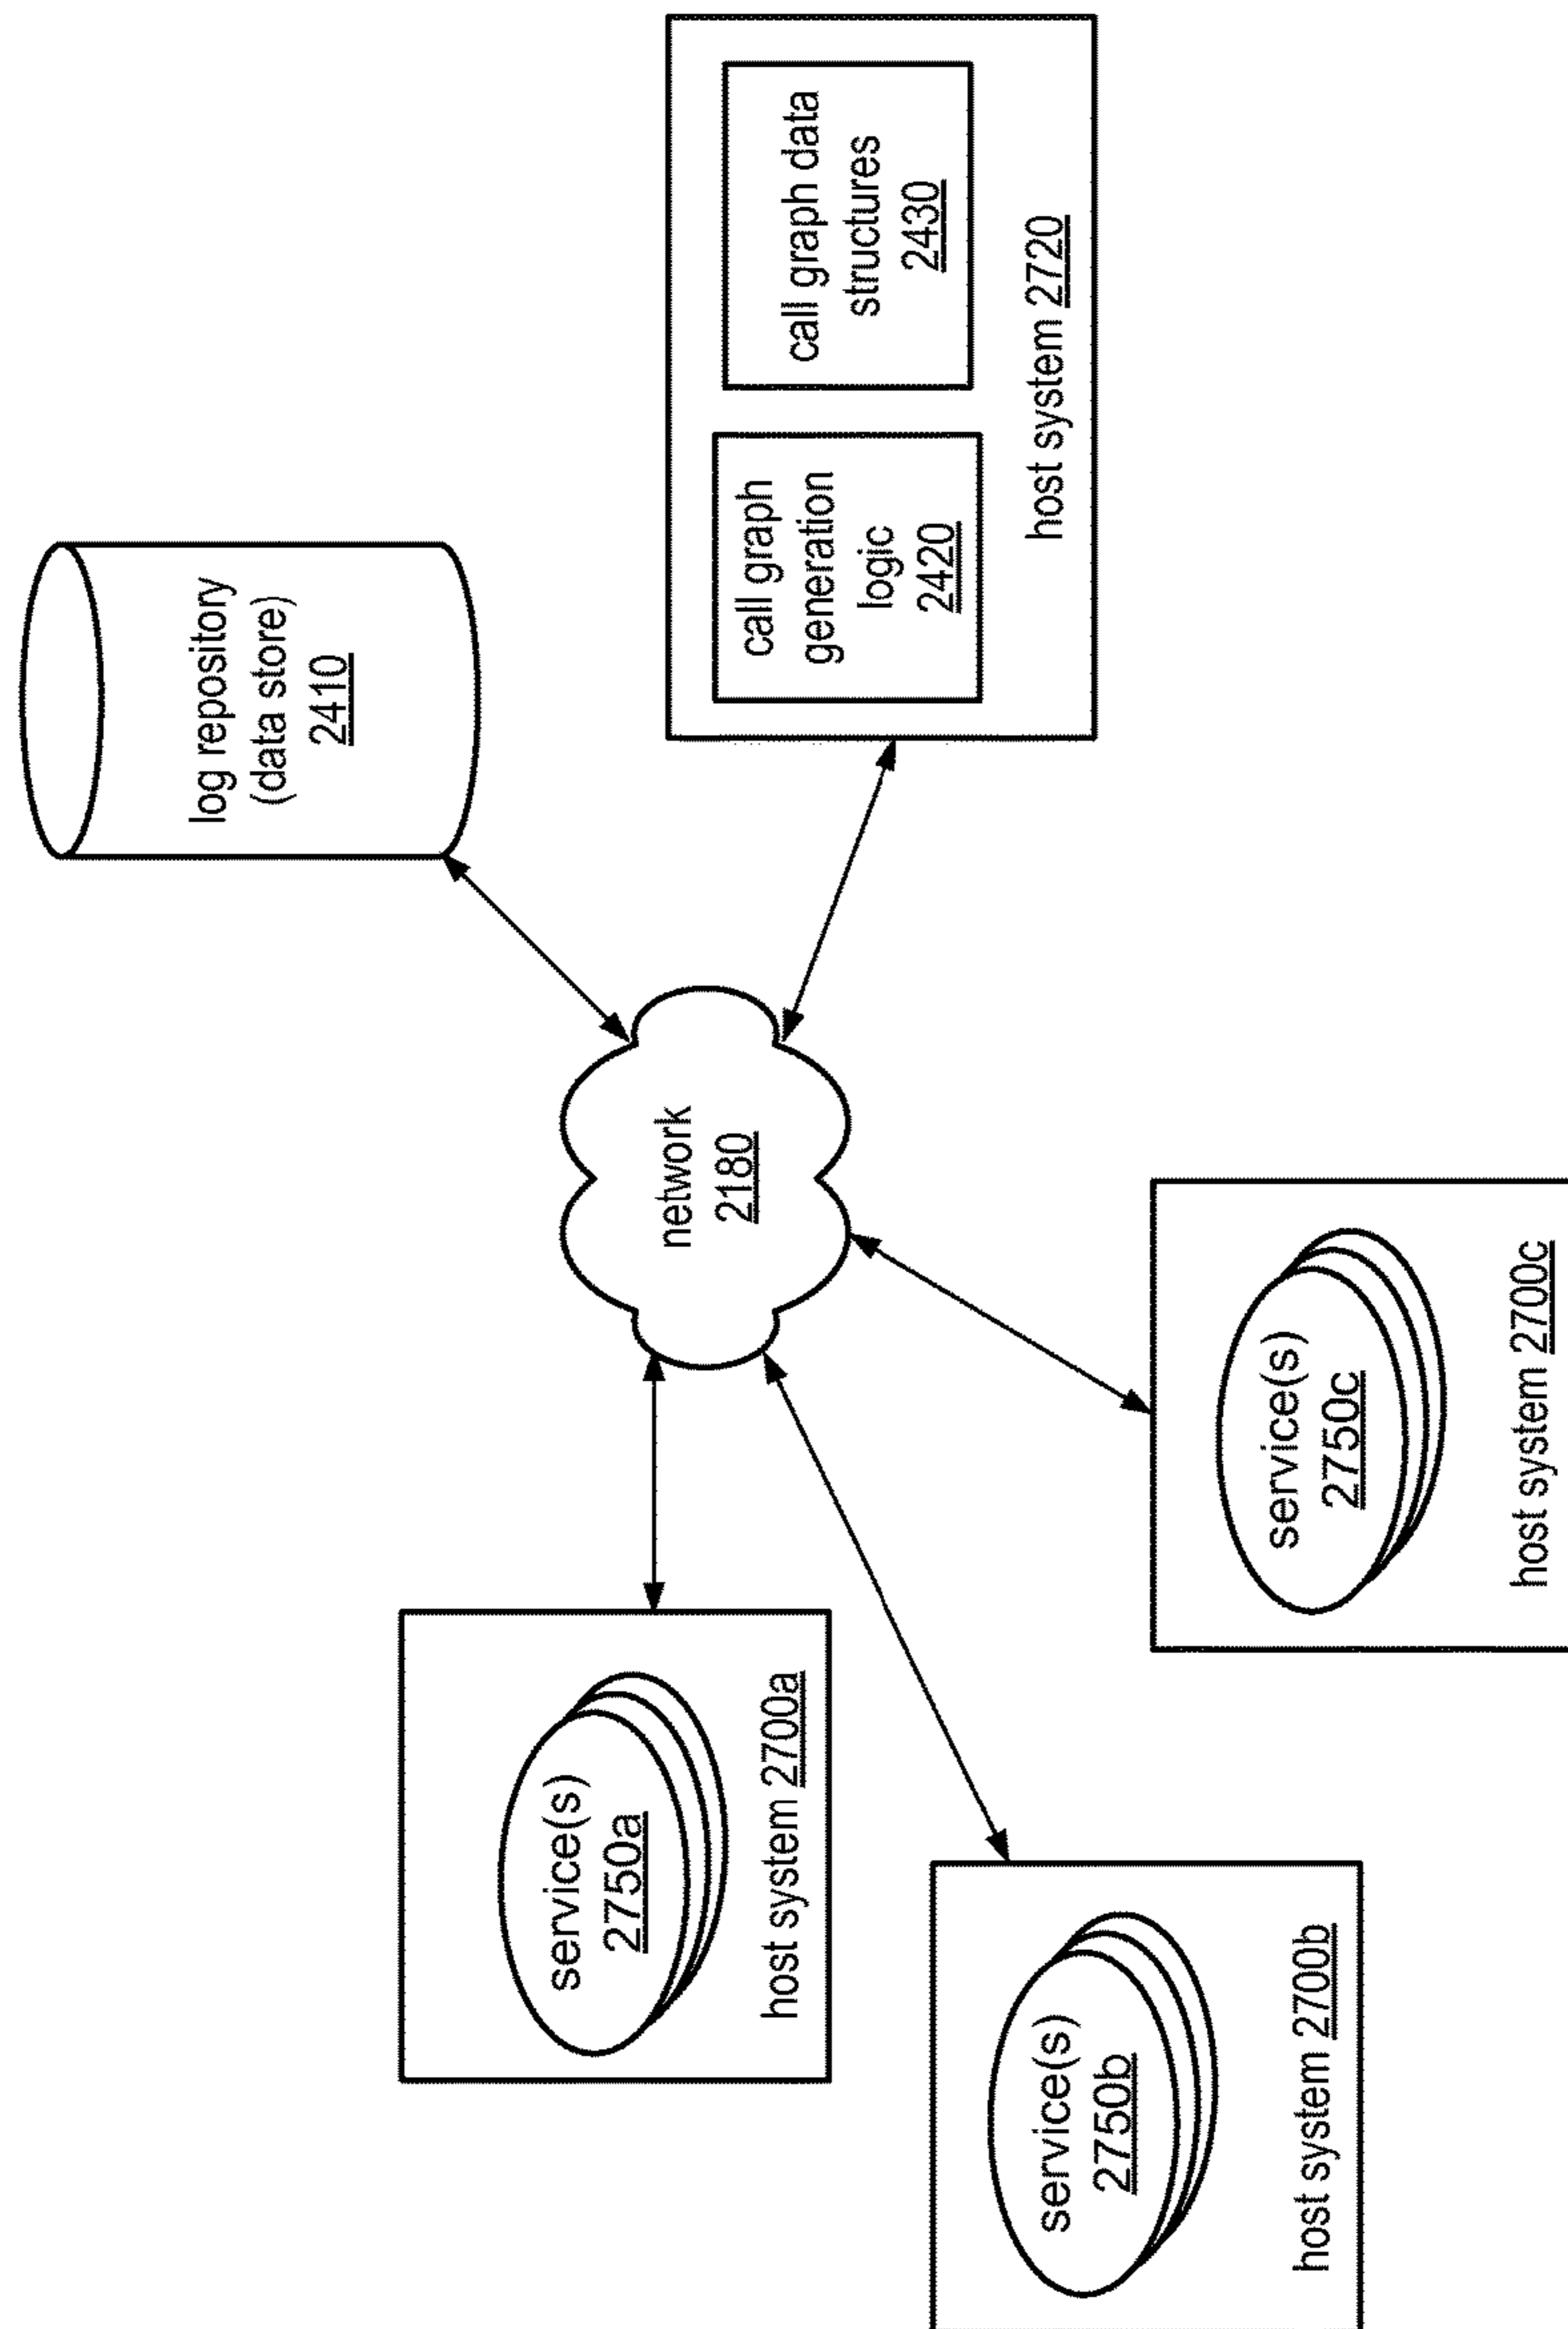 log repository
(data store)
2410
call graph
generation
logic
2420
call graph data
structures
2430
host system 2720
network
2180
service(s)
2750a
host system 2700a
service(s)
2750b
host system 2700b
service(s)
2750c
host system 2700c